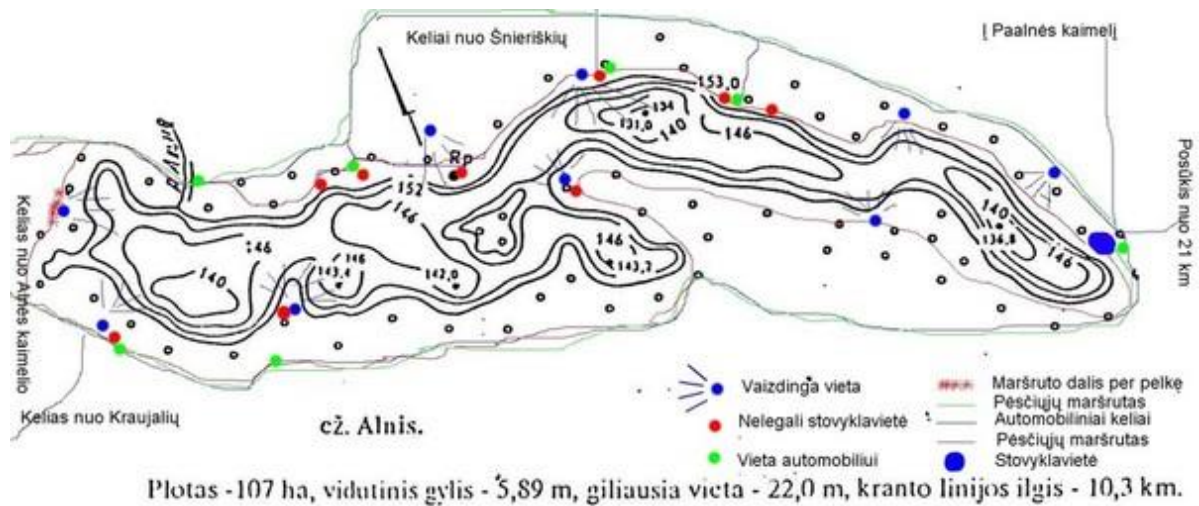 Keliai nuo Šnieriškių
Į Paalnės kaimelį
Posūkis nuo 21 km
Kelias nuo Alnės kaimelio
Kelias nuo Kraujalių
153,0
134
131,0
140
146
152
146
146
140
146
143,4
142,0
146
143,2
140
136,8
146
ež. Alnis.
Vaizdinga vieta
Nelegali stovyklavietė
Vieta automobiliui
Maršruto dalis per pelkę
Pėsčiųjų maršrutas
Automobiliniai keliai
Pėsčiųjų maršrutas
Stovyklavietė
Plotas -107 ha, vidutinis gylis - 5,89 m, giliausia vieta - 22,0 m, kranto linijos ilgis - 10,3 km.